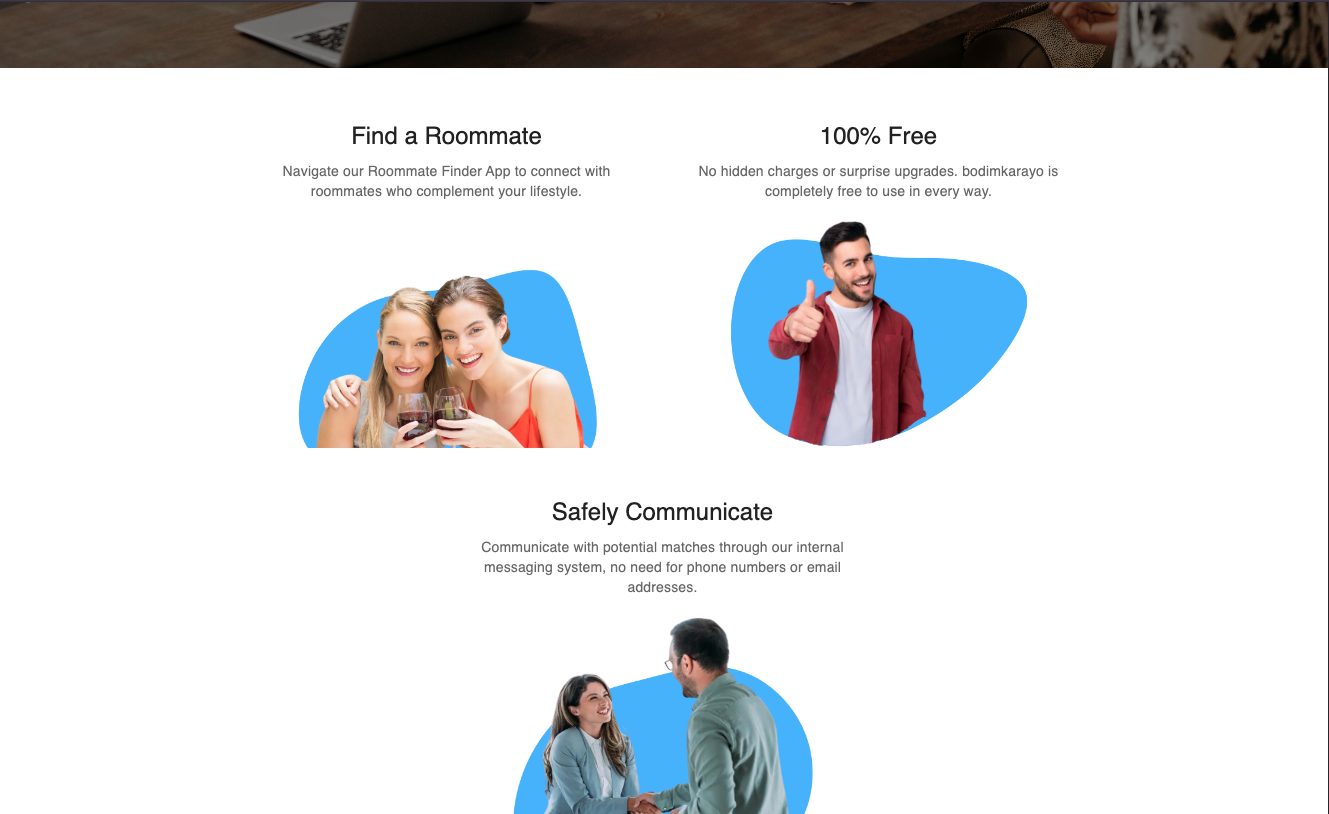 Find a Roommate
Navigate our Roommate Finder App to connect with
roommates who complement your lifestyle.
100% Free
No hidden charges or surprise upgrades. bodimkarayo is
completely free to use in every way.
Safely Communicate
Communicate with potential matches through our internal
messaging system, no need for phone numbers or email
addresses.